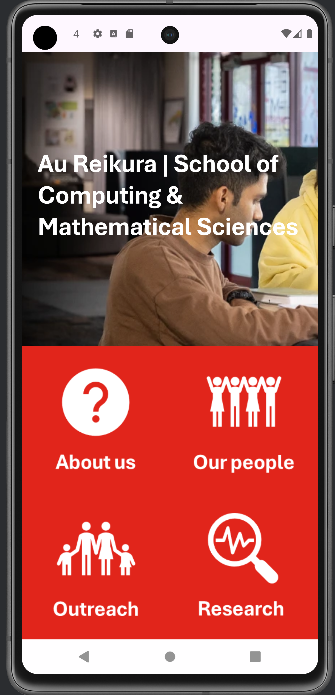 4
Au Reikura | School of
Computing &
Mathematical Sciences
?
About us
Our people
Outreach
Research